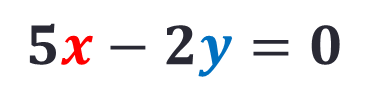 5x – 2y = 0